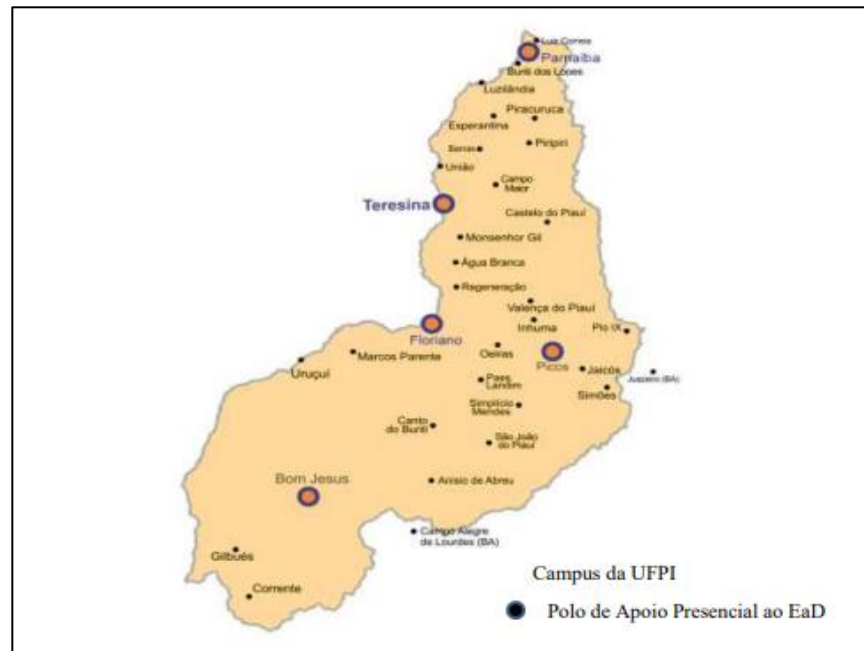 Luís Correia
Parnaíba
Buriti dos Lopes
Luzilândia
Piracuruca
Esperantina
Barras
Piripiri
União
Campo
Maior
Teresina
Castelo do Piauí
Monsenhor Gil
Água Branca
Regeneração
Valença do Piauí
Inhuma
Pio IX
Floriano
Oeiras
Picos
Marcos Parente
Uruçuí
Jaicós
Juazeiro (BA)
Paes
Landim
Simões
Simplício
Mendes
Canto
do Buriti
São João
do Piauí
Bom Jesus
Anísio de Abreu
Campo Alegre
de Lourdes (BA)
Gilbués
Corrente
Campus da UFPI
Polo de Apoio Presencial ao EaD